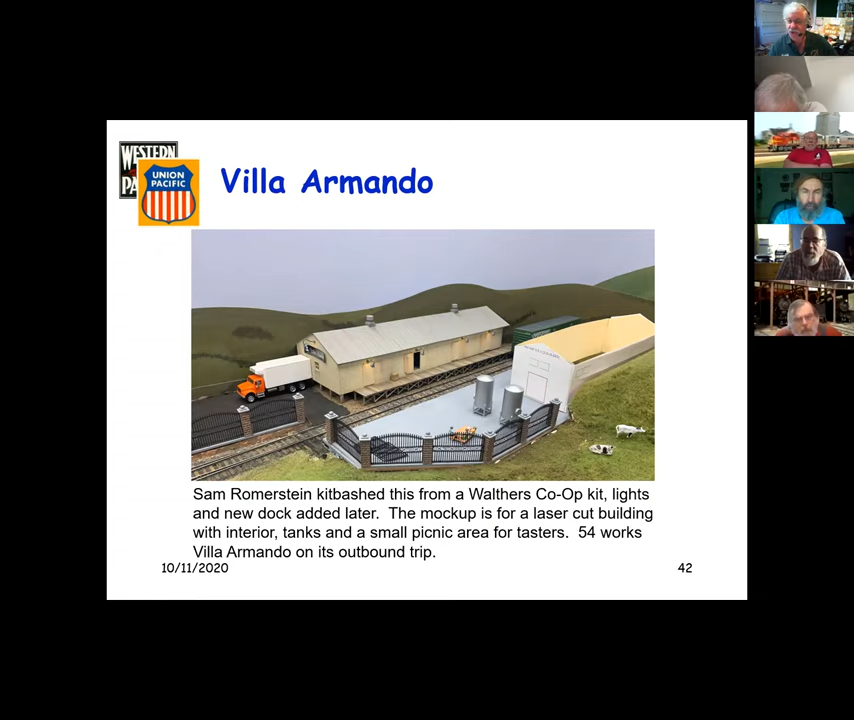 WESTERN
PA
UNION
PACIFIC
Villa Armando
Sam Romerstein kitbashed this from a Walthers Co-Op kit, lights
and new dock added later.  The mockup is for a laser cut building
with interior, tanks and a small picnic area for tasters.  54 works
Villa Armando on its outbound trip.
10/11/2020
42